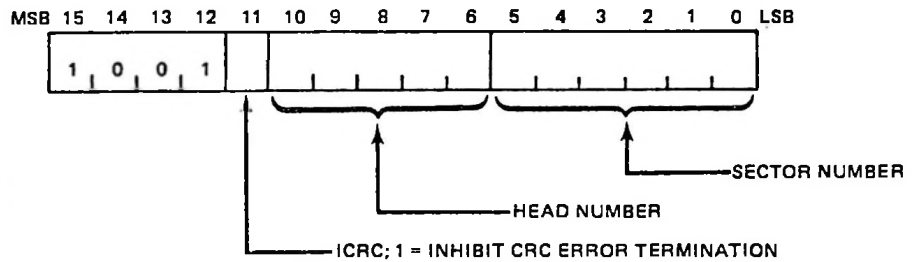 MSB 15 14 13 12 11 10 9 8 7 6 5 4 3 2 1 0 LSB
1 0 0 1
SECTOR NUMBER
HEAD NUMBER
ICRC; 1 = INHIBIT CRC ERROR TERMINATION